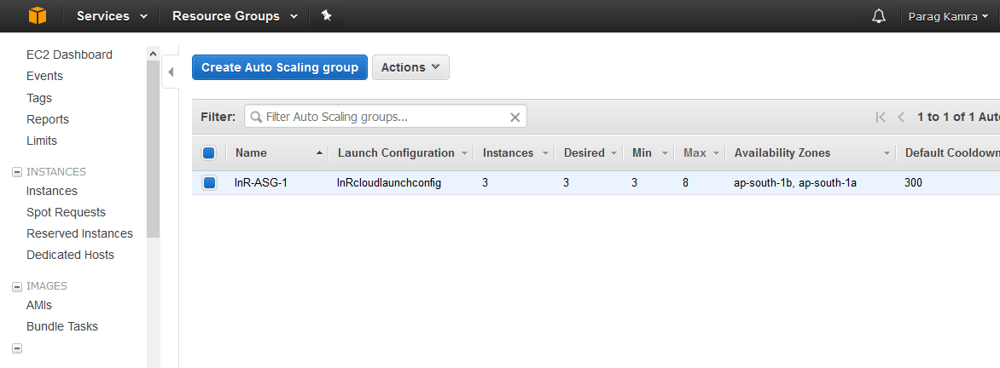 Services Resource Groups Parag Kamra
EC2 Dashboard
Events
Tags
Reports
Limits
INSTANCES
Instances
Spot Requests
Reserved Instances
Dedicated Hosts
IMAGES
AMIs
Bundle Tasks
Create Auto Scaling group Actions
Filter: Filter Auto Scaling groups... 1 to 1 of 1 Auto
Name Launch Configuration Instances Desired Min Max Availability Zones Default Cooldown
InR-ASG-1 InRcloudlaunchconfig 3 3 3 8 ap-south-1b, ap-south-1a 300